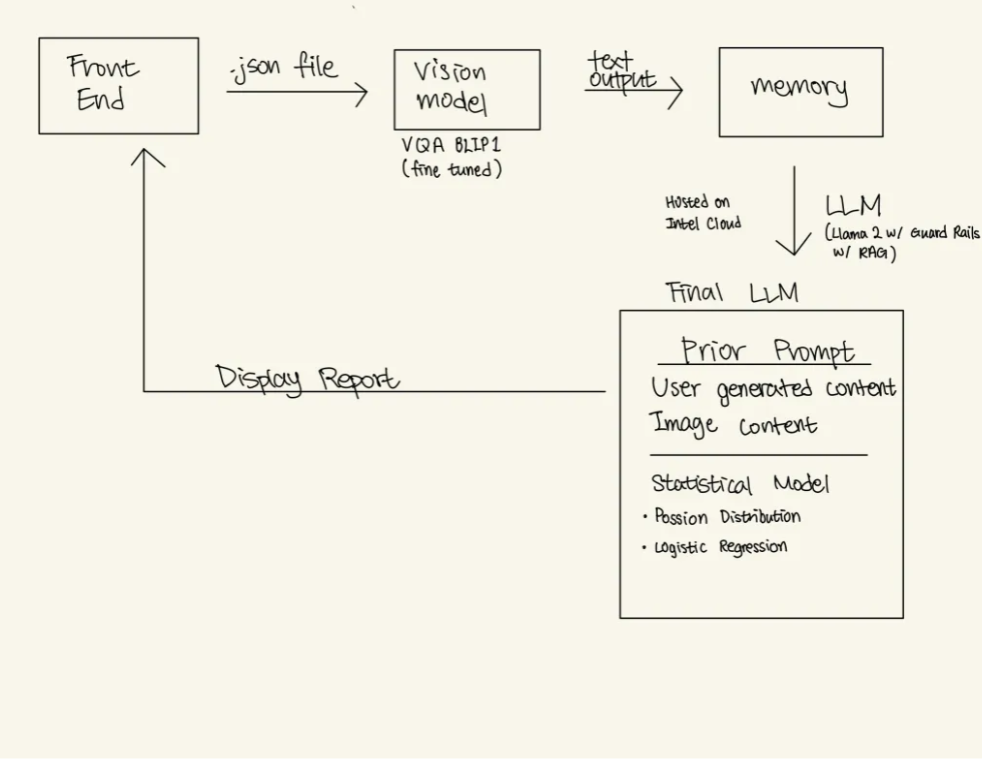 Front
End
.json file
Vision
model
VQA BLIP1
(fine tuned)
text
output
memory
Hosted on
Intel Cloud
LLM
(Llama 2 w/ Guard Rails
w/ RAG)
Final LLM
Prior Prompt
User generated content
Image content
Statistical Model
• Possion Distribution
• Logistic Regression
Display Report